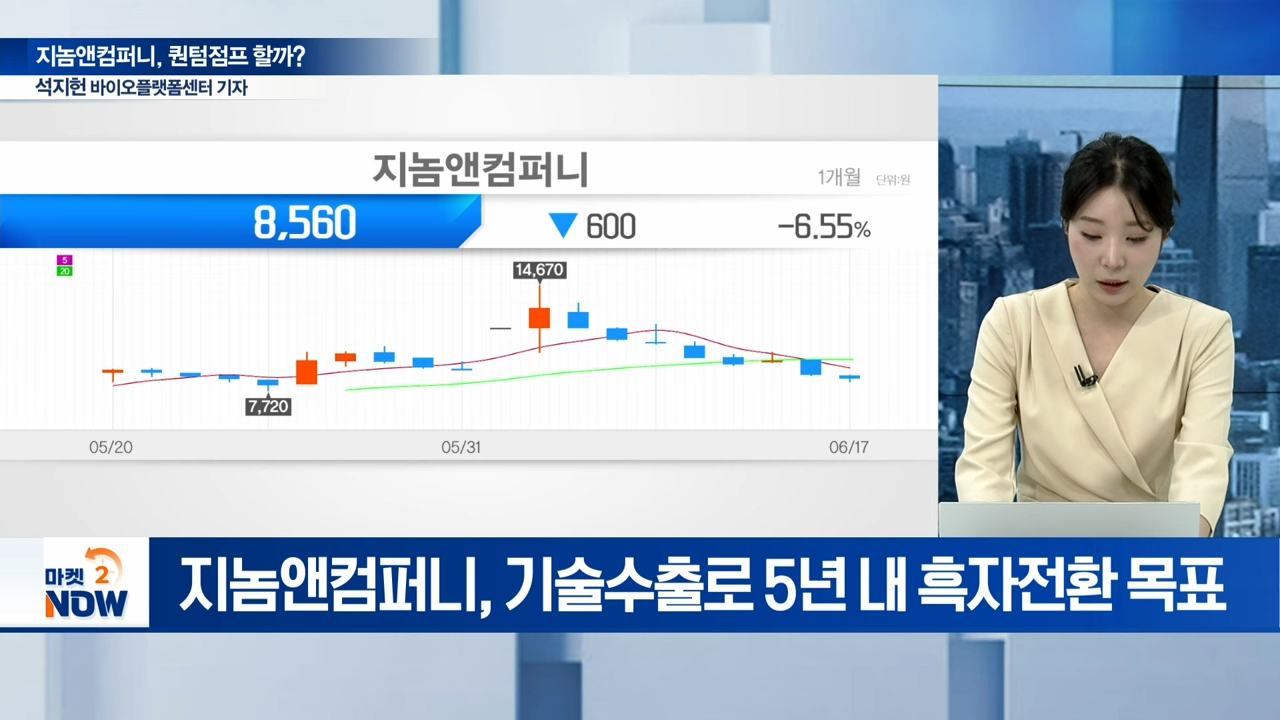 지놈앤컴퍼니, 퀀텀점프 할까?
석지헌 바이오플랫폼센터 기자
지놈앤컴퍼니
1개월 단위:원
8,560 ▼ 600 -6.55%
5
20
14,670
7,720
05/20 05/31 06/17
마켓 2
NOW
지놈앤컴퍼니, 기술수출로 5년 내 흑자전환 목표